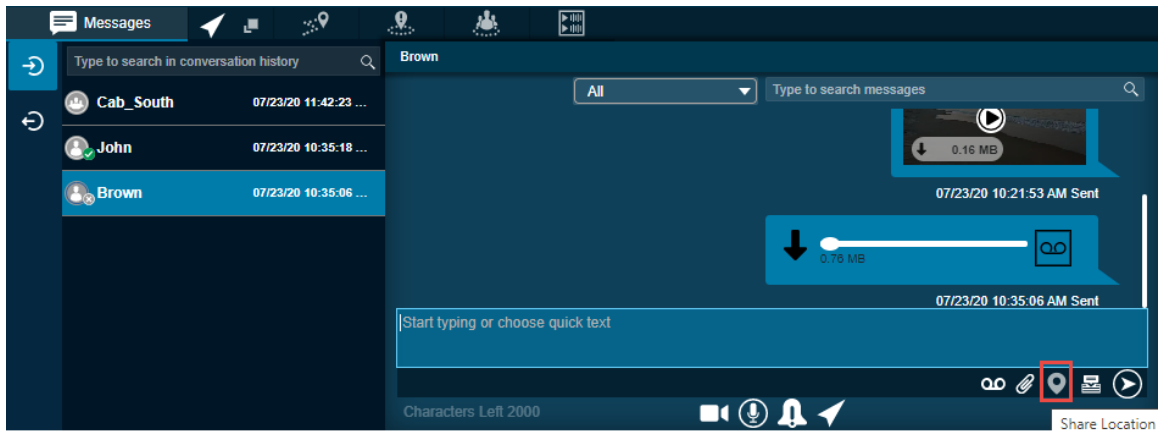 Messages
Type to search in conversation history
Cab_South 07/23/20 11:42:23 ...
John 07/23/20 10:35:18 ...
Brown 07/23/20 10:35:06 ...
Brown
All
Type to search messages
0.16 MB
07/23/20 10:21:53 AM Sent
0.76 MB
07/23/20 10:35:06 AM Sent
Start typing or choose quick text
Characters Left 2000
Share Location